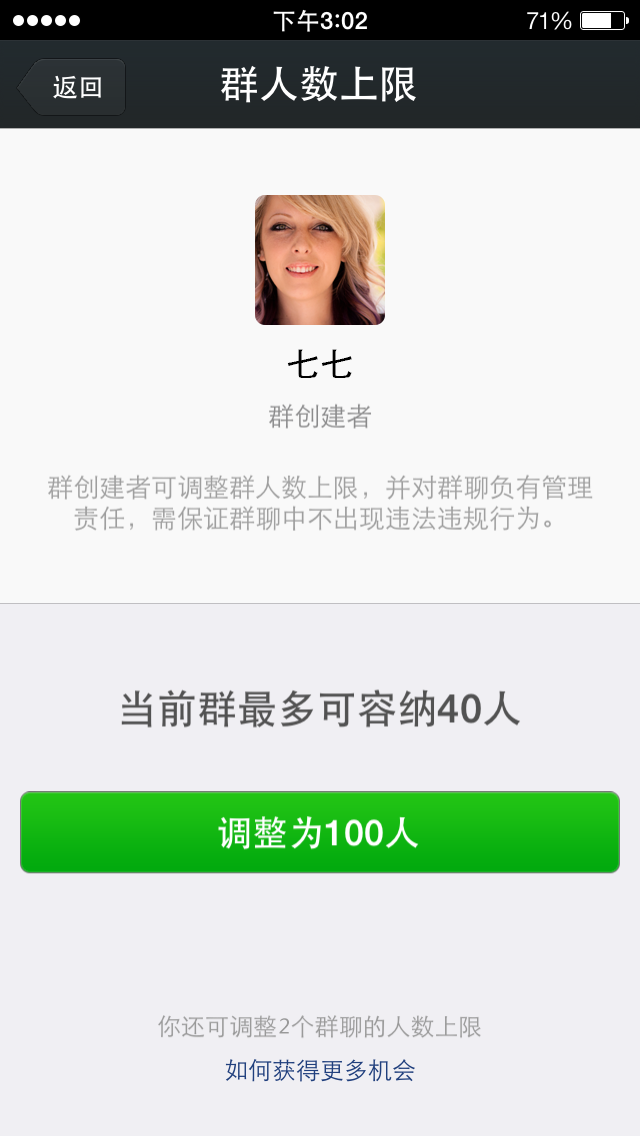 下午3:02
71%
返回
群人数上限
七七
群创建者
群创建者可调整群人数上限，并对群聊负有管理
责任，需保证群聊中不出现违法违规行为。
当前群最多可容纳40人
调整为100人
你还可调整2个群聊的人数上限
如何获得更多机会